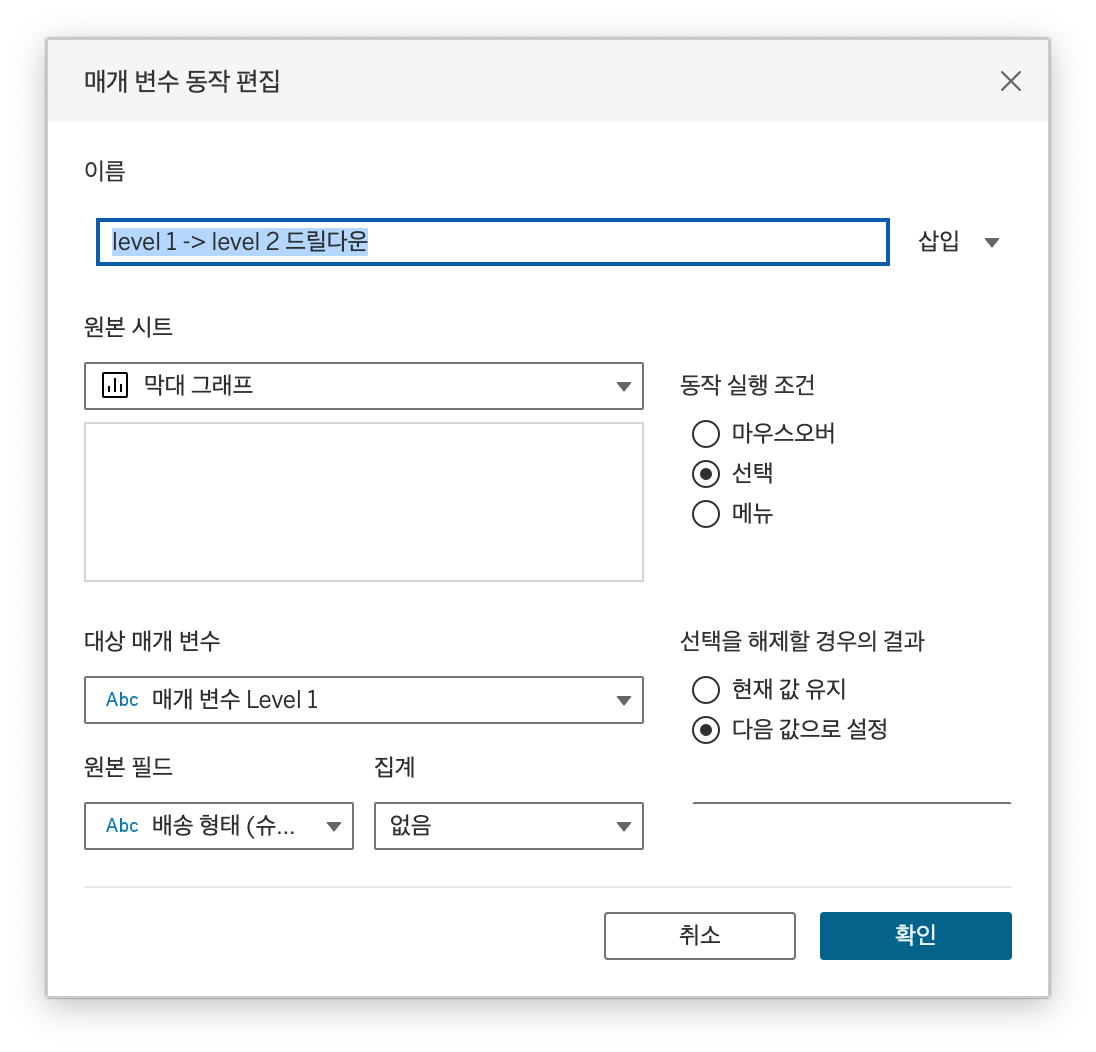 매개 변수 동작 편집
이름
level 1 -> level 2 드릴다운
삽입
원본 시트
막대 그래프
동작 실행 조건
마우스오버
선택
메뉴
대상 매개 변수
Abc 매개 변수 Level 1
선택을 해제할 경우의 결과
현재 값 유지
다음 값으로 설정
원본 필드
집계
Abc 배송 형태 (슈...
없음
취소
확인